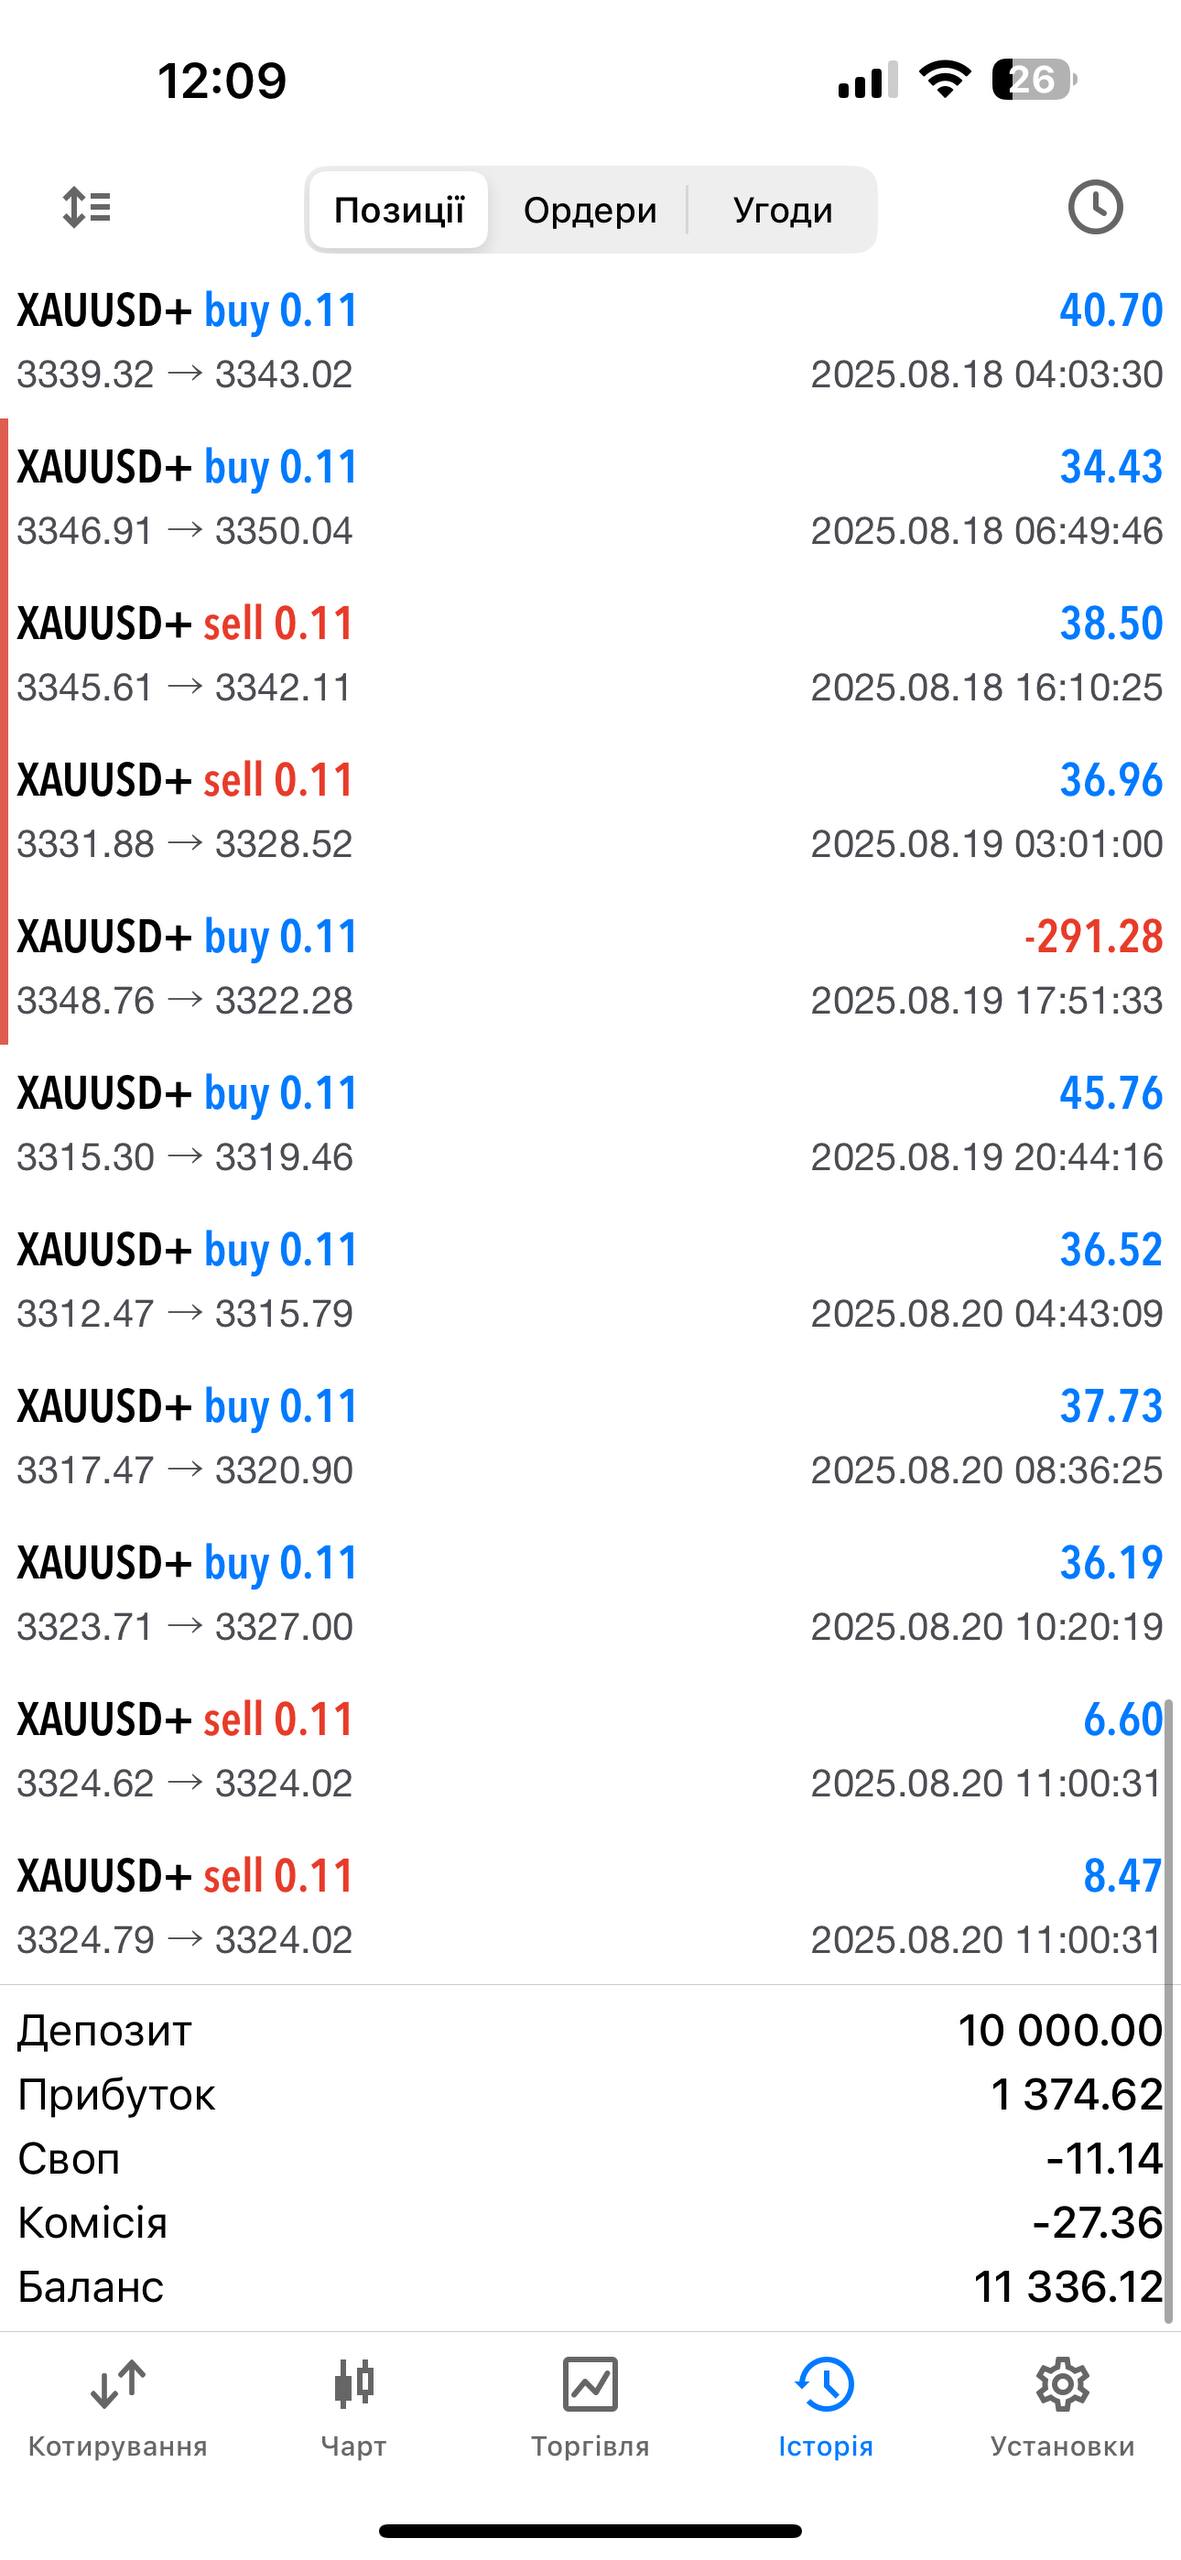 12:09
26
Позиції Ордери Угоди
XAUUSD+ buy 0.11 40.70
3339.32 → 3343.02 2025.08.18 04:03:30
XAUUSD+ buy 0.11 34.43
3346.91 → 3350.04 2025.08.18 06:49:46
XAUUSD+ sell 0.11 38.50
3345.61 → 3342.11 2025.08.18 16:10:25
XAUUSD+ sell 0.11 36.96
3331.88 → 3328.52 2025.08.19 03:01:00
XAUUSD+ buy 0.11 -291.28
3348.76 → 3322.28 2025.08.19 17:51:33
XAUUSD+ buy 0.11 45.76
3315.30 → 3319.46 2025.08.19 20:44:16
XAUUSD+ buy 0.11 36.52
3312.47 → 3315.79 2025.08.20 04:43:09
XAUUSD+ buy 0.11 37.73
3317.47 → 3320.90 2025.08.20 08:36:25
XAUUSD+ buy 0.11 36.19
3323.71 → 3327.00 2025.08.20 10:20:19
XAUUSD+ sell 0.11 6.60
3324.62 → 3324.02 2025.08.20 11:00:31
XAUUSD+ sell 0.11 8.47
3324.79 → 3324.02 2025.08.20 11:00:31
Депозит 10 000.00
Прибуток 1 374.62
Своп -11.14
Комісія -27.36
Баланс 11 336.12
Котирування Чарт Торгівля Історія Установки